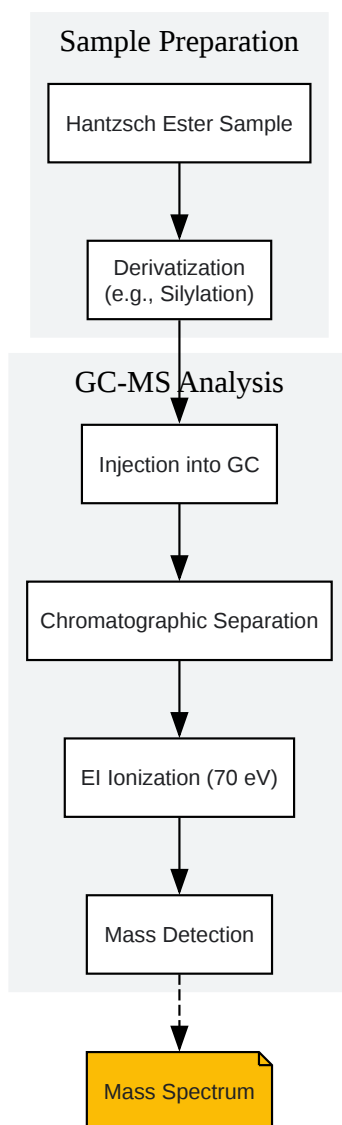 Sample Preparation
Hantzsch Ester Sample
Derivatization
(e.g., Silylation)
GC-MS Analysis
Injection into GC
Chromatographic Separation
EI Ionization (70 eV)
Mass Detection
Mass Spectrum